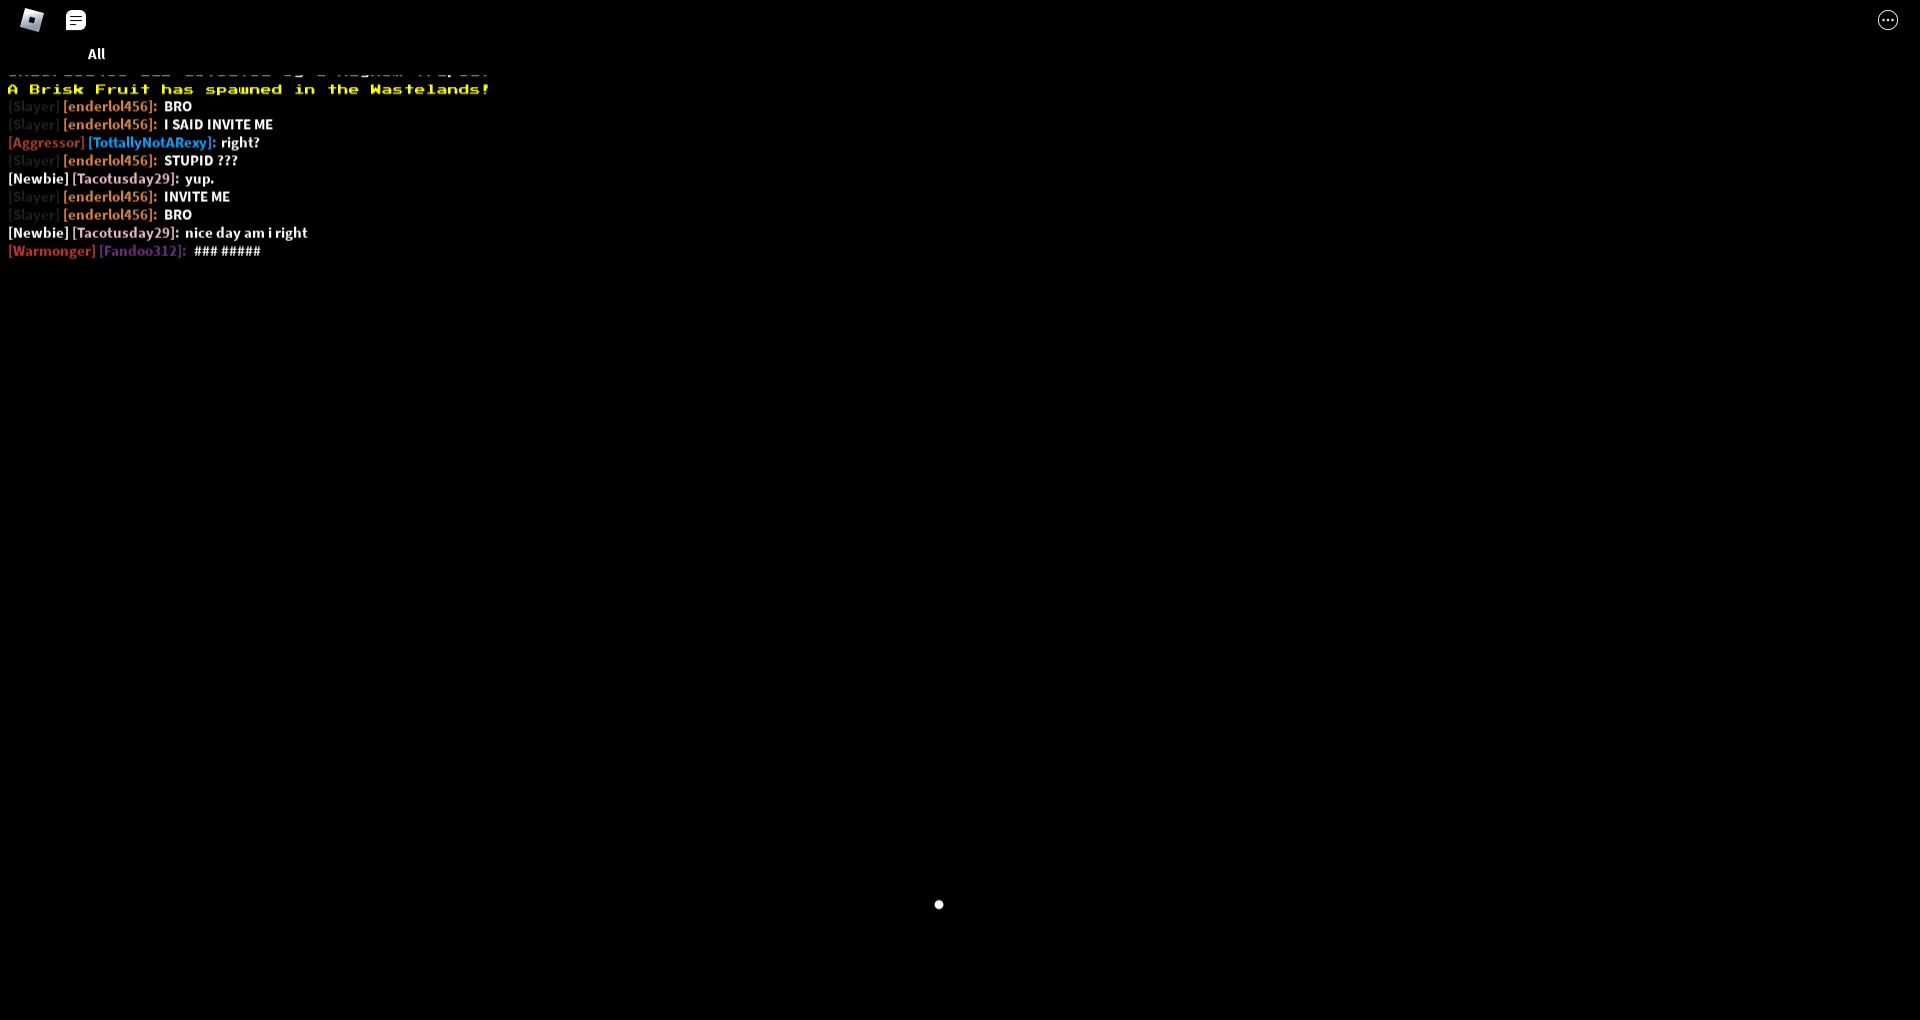 All
A Brisk Fruit has spawned in the Wastelands!
[Slayer] [enderlol456]: BRO
[Slayer] [enderlol456]: I SAID INVITE ME
[Aggressor] [TottallyNotARexy]: right?
[Slayer] [enderlol456]: STUPID ???
[Newbie] [Tacotusday29]: yup.
[Slayer] [enderlol456]: INVITE ME
[Slayer] [enderlol456]: BRO
[Newbie] [Tacotusday29]: nice day am i right
[Warmonger] [Fandoo312]: ### #####